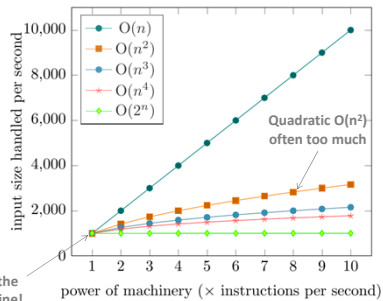 10,000
8,000
6,000
4,000
2,000
0
input size handled per second
O(n)
O(n²)
O(n³)
O(n⁴)
O(2ⁿ)
Quadratic O(n²)
often too much
1 2 3 4 5 6 7 8 9 10
the
power of machinery (× instructions per second)